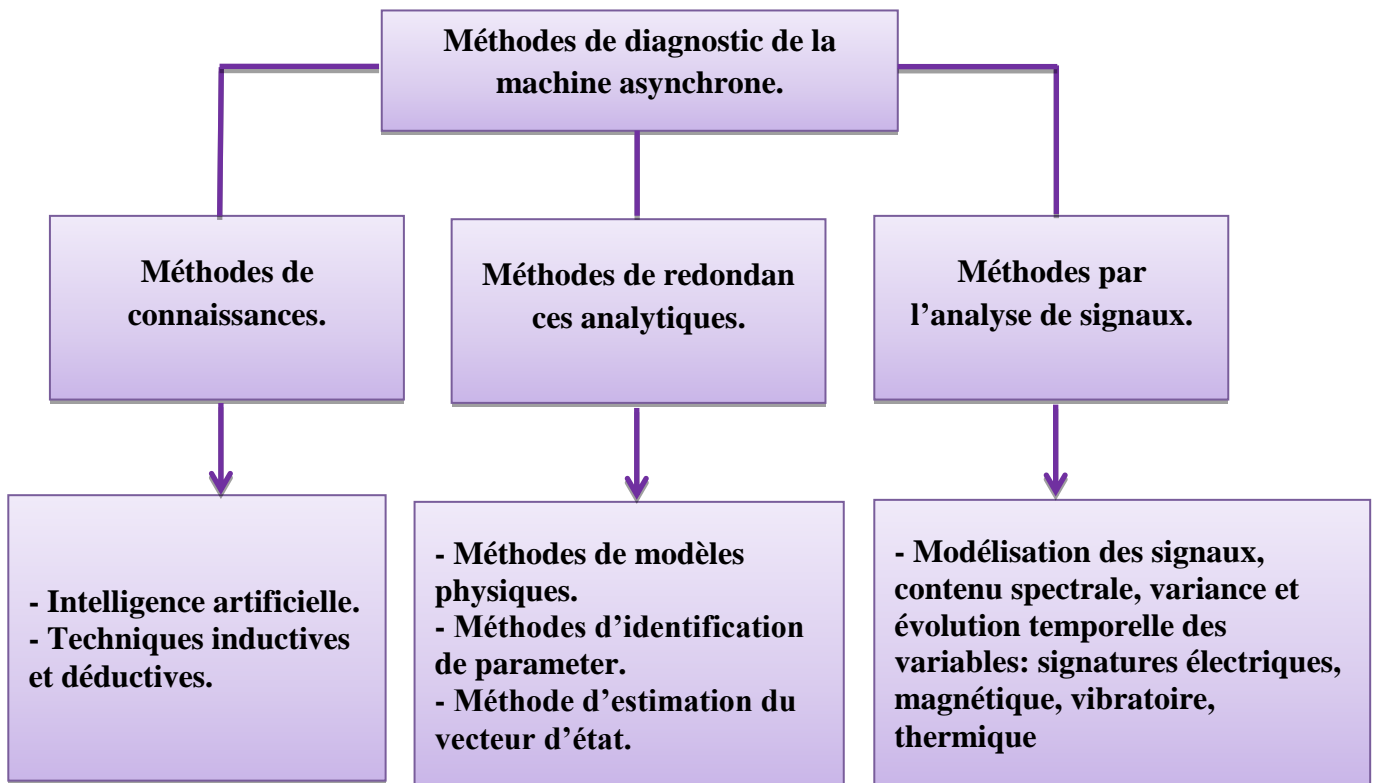 Méthodes de diagnostic de la
machine asynchrone.
Méthodes de
connaissances.
Méthodes de redondan
ces analytiques.
Méthodes par
l’analyse de signaux.
- Intelligence artificielle.
- Techniques inductives
et déductives.
- Méthodes de modèles
physiques.
- Méthodes d’identification
de parameter.
- Méthode d’estimation du
vecteur d’état.
- Modélisation des signaux,
contenu spectrale, variance et
évolution temporelle des
variables: signatures électriques,
magnétique, vibratoire,
thermique